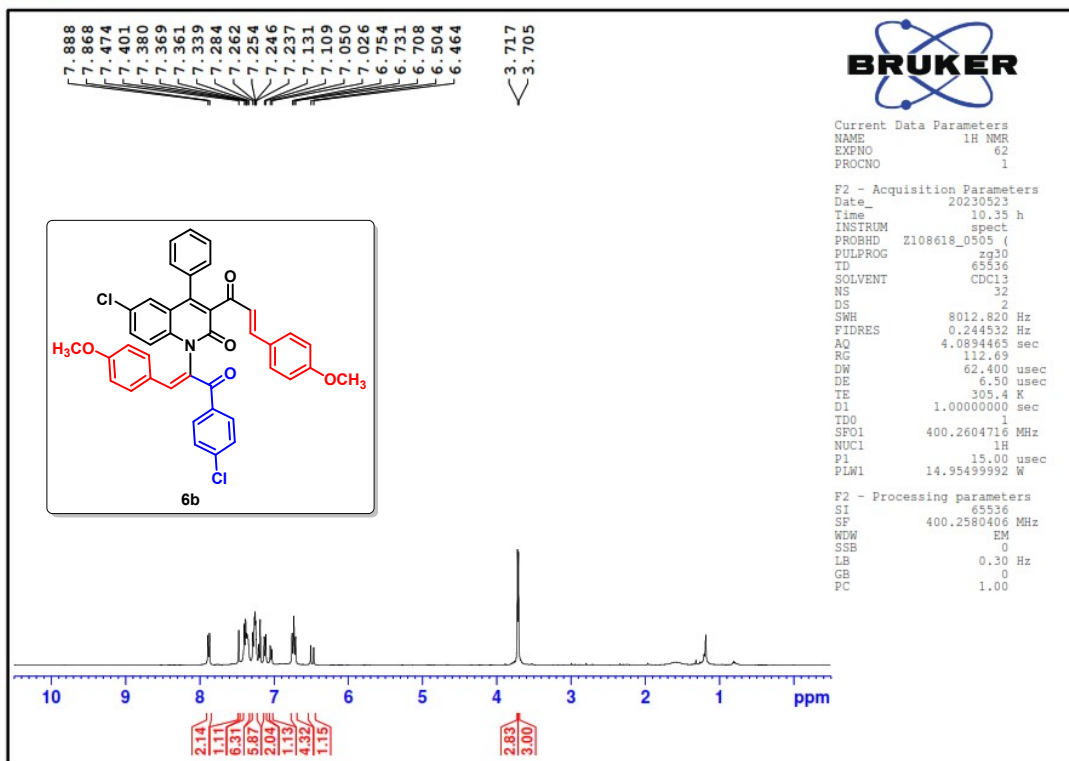 7.888
7.868
7.474
7.401
7.380
7.369
7.361
7.339
7.284
7.262
7.254
7.246
7.237
7.131
7.109
7.050
7.026
6.754
6.731
6.708
6.504
6.464
3.717
3.705
BRUKER
Current Data Parameters
NAME 1H NMR
EXPNO 62
PROCNO 1
F2 - Acquisition Parameters
Date_ 20230523
Time 10.35 h
INSTRUM spect
PROBHD Z108618_0505 (
PULPROG zg30
TD 65536
SOLVENT CDCl3
NS 32
DS 2
SWH 8012.820 Hz
FIDRES 0.244532 Hz
AQ 4.0894465 sec
RG 112.69
DW 62.400 usec
DE 6.50 usec
TE 305.4 K
D1 1.00000000 sec
TD0 1
SFO1 400.2604716 MHz
NUC1 1H
P1 15.00 usec
PLW1 14.95499992 W
F2 - Processing parameters
SI 65536
SF 400.2580406 MHz
WDW EM
SSB 0
LB 0.30 Hz
GB 0
PC 1.00
O
Cl
N
O
H3CO
O
OCH3
Cl
6b
10 9 8 7 6 5 4 3 2 1 ppm
2.14
1.11
6.31
5.87
2.04
1.13
4.32
1.15
2.83
3.00